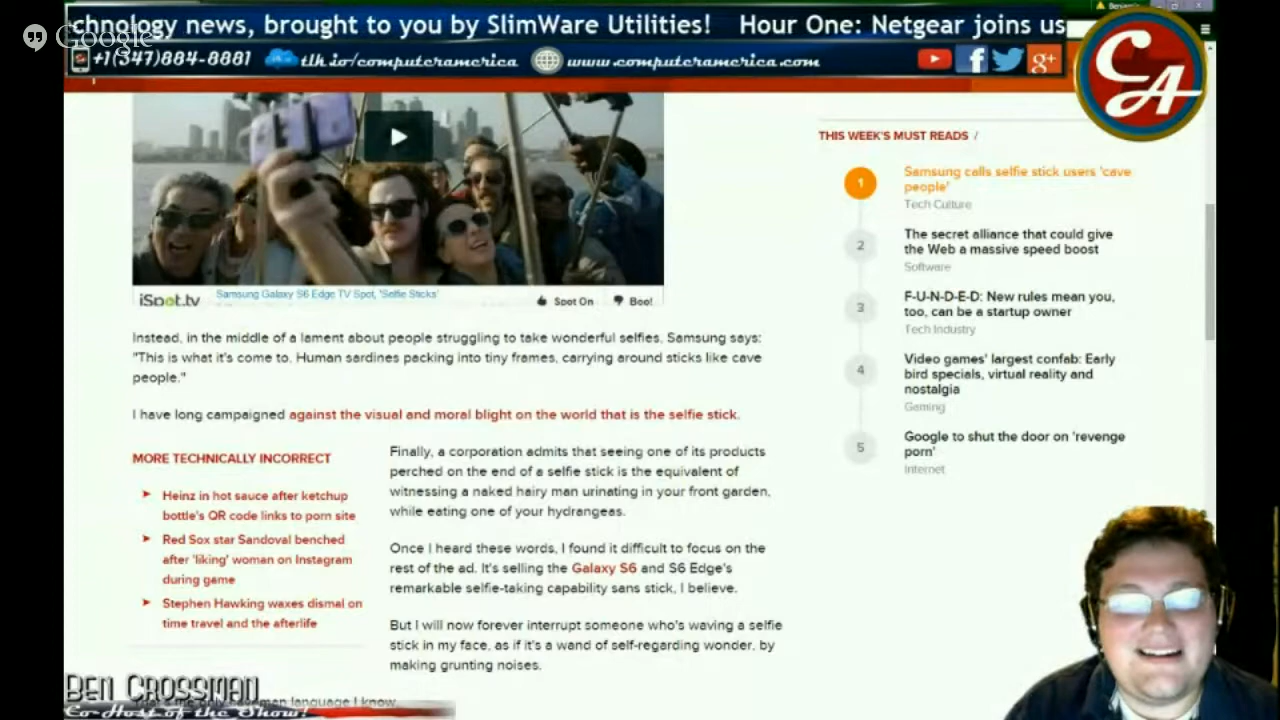 chnology news, brought to you by SlimWare Utilities! Hour One: Netgear joins us
Google
+1(347)884-8881 tlk.io/computeramerica www.computeramerica.com
CA
THIS WEEK'S MUST READS /
1 Samsung calls selfie stick users 'cave
people'
Tech Culture
2 The secret alliance that could give
the Web a massive speed boost
Software
3 F-U-N-D-E-D: New rules mean you,
too, can be a startup owner
Tech Industry
4 Video games' largest confab: Early
bird specials, virtual reality and
nostalgia
Gaming
5 Google to shut the door on 'revenge
porn'
Internet
iSpot.tv Samsung Galaxy S6 Edge TV Spot, 'Selfie Sticks' Spot On Boo!
Instead, in the middle of a lament about people struggling to take wonderful selfies, Samsung says:
"This is what it's come to. Human sardines packing into tiny frames, carrying around sticks like cave
people."
I have long campaigned against the visual and moral blight on the world that is the selfie stick.
MORE TECHNICALLY INCORRECT
Heinz in hot sauce after ketchup
bottle's QR code links to porn site
Red Sox star Sandoval benched
after 'liking' woman on Instagram
during game
Stephen Hawking waxes dismal on
time travel and the afterlife
Finally, a corporation admits that seeing one of its products
perched on the end of a selfie stick is the equivalent of
witnessing a naked hairy man urinating in your front garden,
while eating one of your hydrangeas.
Once I heard these words, I found it difficult to focus on the
rest of the ad. It's selling the Galaxy S6 and S6 Edge's
remarkable selfie-taking capability sans stick, I believe.
But I will now forever interrupt someone who's waving a selfie
stick in my face, as if it's a wand of self-regarding wonder, by
making grunting noises.
language I know.
BEN CROSSMAN
Co-Host of the Show!